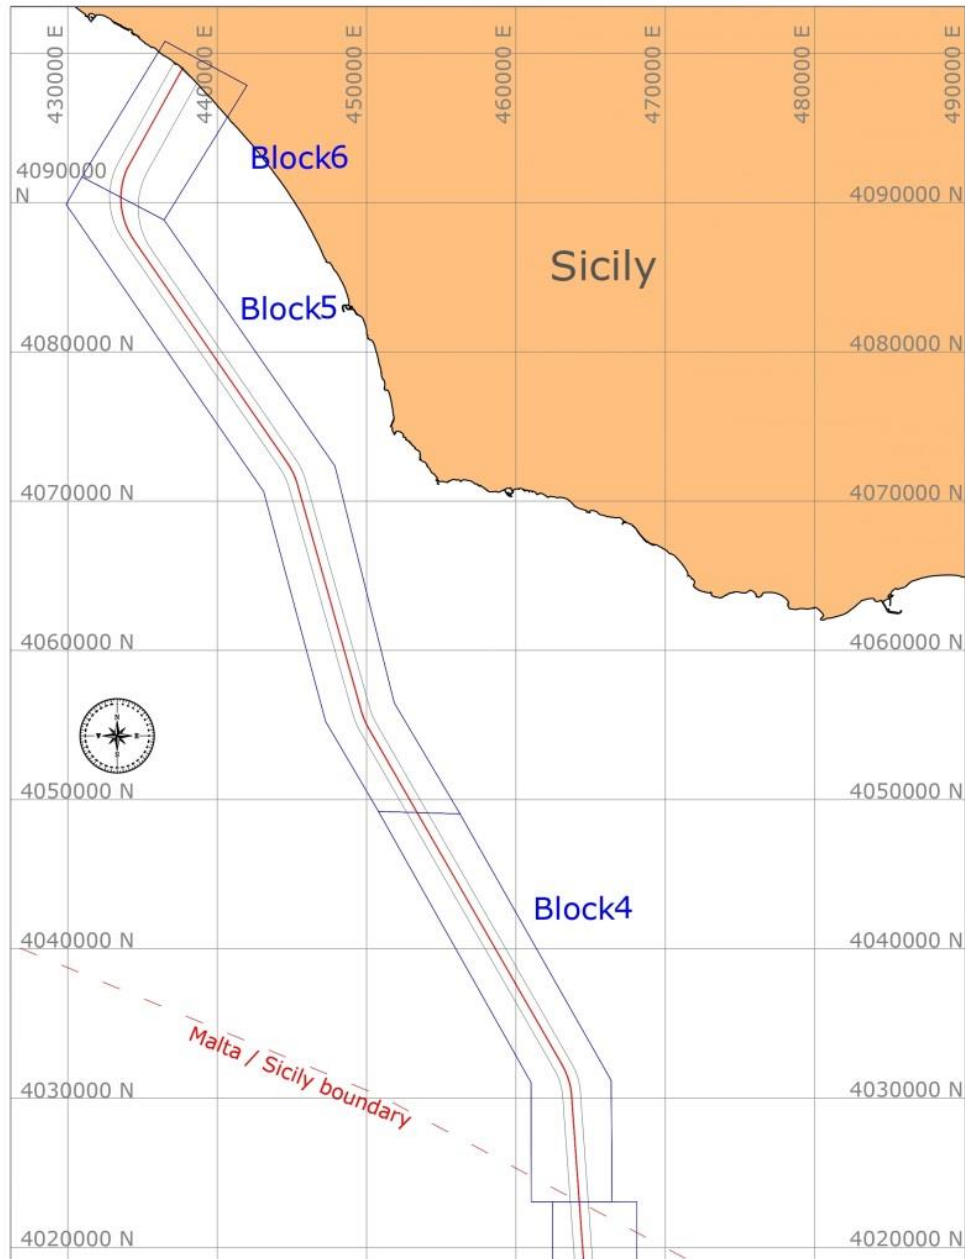 430000 E
440000 E
450000 E
460000 E
470000 E
480000 E
490000 E
Block6
4090000
N
4090000 N
Sicily
Block5
4080000 N
4080000 N
4070000 N
4070000 N
4060000 N
4060000 N
N
E
S
4050000 N
4050000 N
Block4
4040000 N
4040000 N
Malta / Sicily boundary
4030000 N
4030000 N
4020000 N
4020000 N